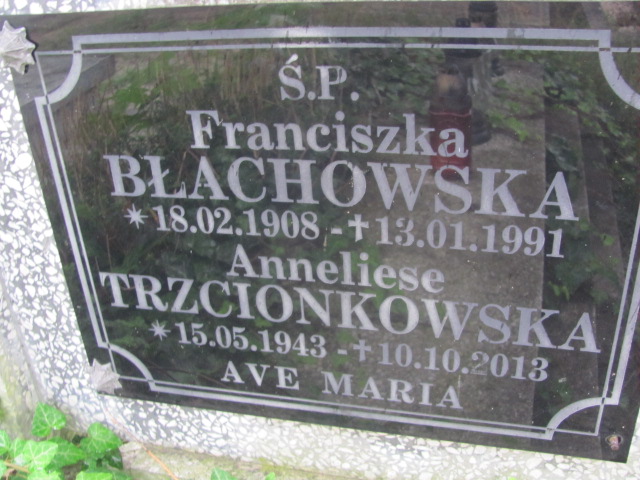 Ś.P.
Franciszka
BŁACHOWSKA
* 18.02.1908 - ✝ 13.01.1991
Anneliese
TRZCIONKOWSKA
* 15.05.1943 - ✝ 10.10.2013
AVE MARIA